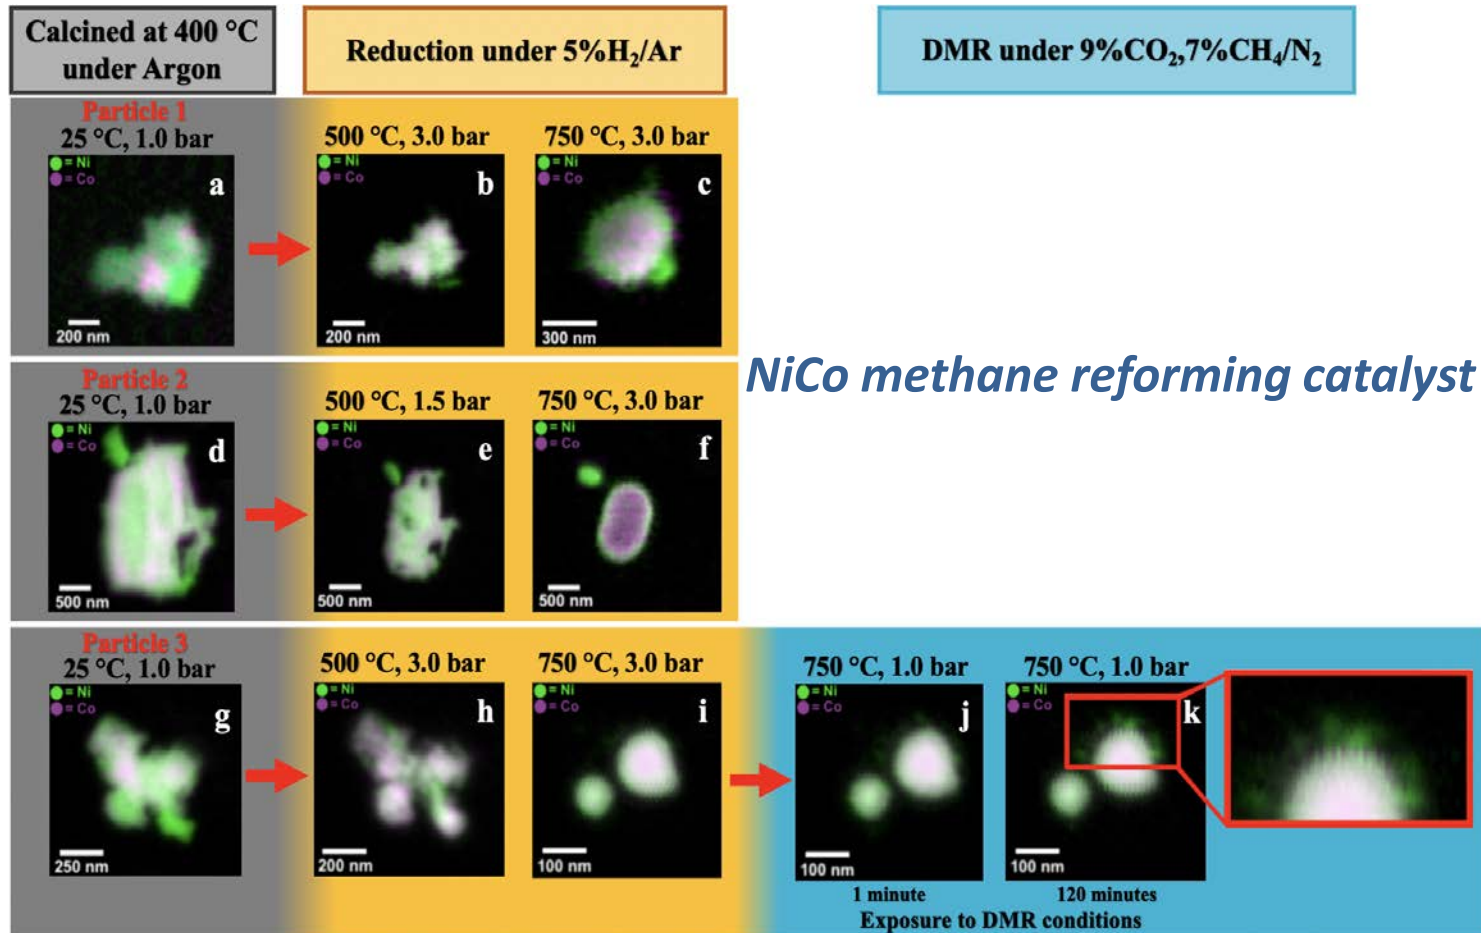 Calcined at 400 °C
under Argon
Reduction under 5%H₂/Ar
DMR under 9%CO₂,7%CH₄/N₂
Particle 1
25 °C, 1.0 bar
500 °C, 3.0 bar
750 °C, 3.0 bar
= Ni
= Co
a
200 nm
= Ni
= Co
b
200 nm
= Ni
= Co
c
300 nm
NiCo methane reforming catalyst
Particle 2
25 °C, 1.0 bar
500 °C, 1.5 bar
750 °C, 3.0 bar
= Ni
= Co
d
500 nm
= Ni
= Co
e
500 nm
= Ni
= Co
f
500 nm
Particle 3
25 °C, 1.0 bar
500 °C, 3.0 bar
750 °C, 3.0 bar
750 °C, 1.0 bar
750 °C, 1.0 bar
= Ni
= Co
g
250 nm
= Ni
= Co
h
200 nm
= Ni
= Co
i
100 nm
= Ni
= Co
j
100 nm
= Ni
= Co
k
100 nm
1 minute
120 minutes
Exposure to DMR conditions